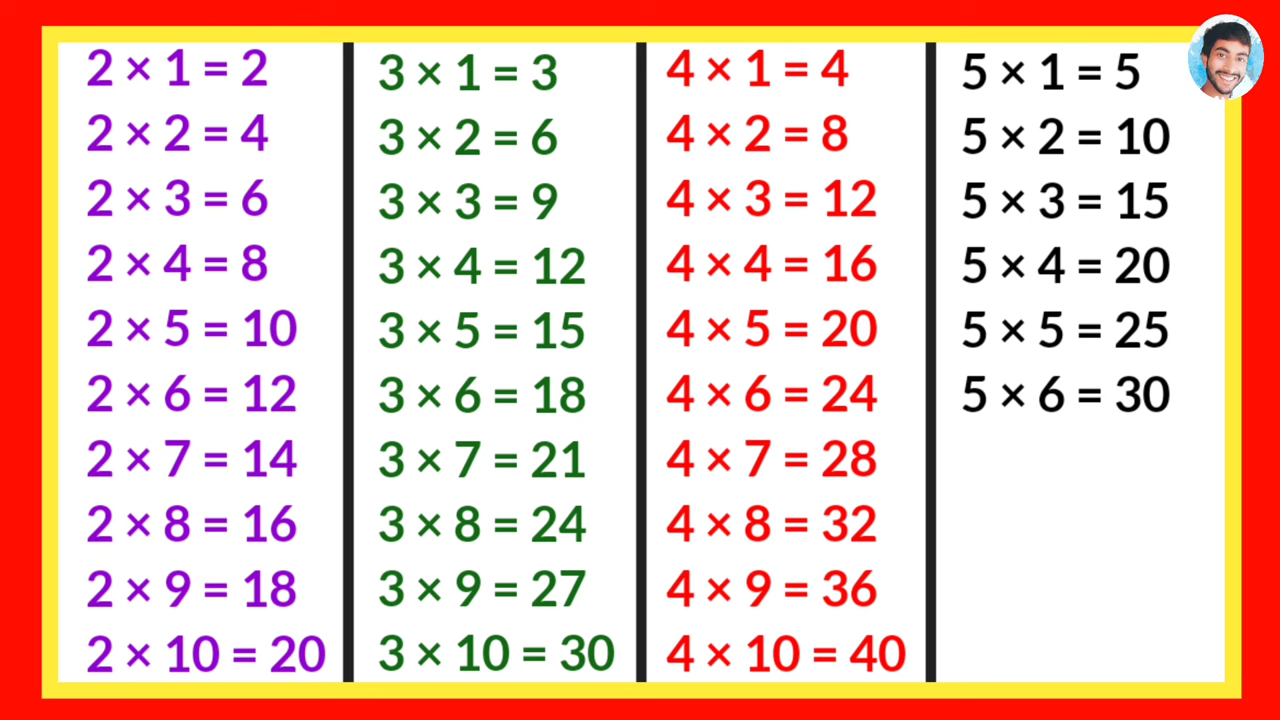 2 × 1 = 2
2 × 2 = 4
2 × 3 = 6
2 × 4 = 8
2 × 5 = 10
2 × 6 = 12
2 × 7 = 14
2 × 8 = 16
2 × 9 = 18
2 × 10 = 20
3 × 1 = 3
3 × 2 = 6
3 × 3 = 9
3 × 4 = 12
3 × 5 = 15
3 × 6 = 18
3 × 7 = 21
3 × 8 = 24
3 × 9 = 27
3 × 10 = 30
4 × 1 = 4
4 × 2 = 8
4 × 3 = 12
4 × 4 = 16
4 × 5 = 20
4 × 6 = 24
4 × 7 = 28
4 × 8 = 32
4 × 9 = 36
4 × 10 = 40
5 × 1 = 5
5 × 2 = 10
5 × 3 = 15
5 × 4 = 20
5 × 5 = 25
5 × 6 = 30